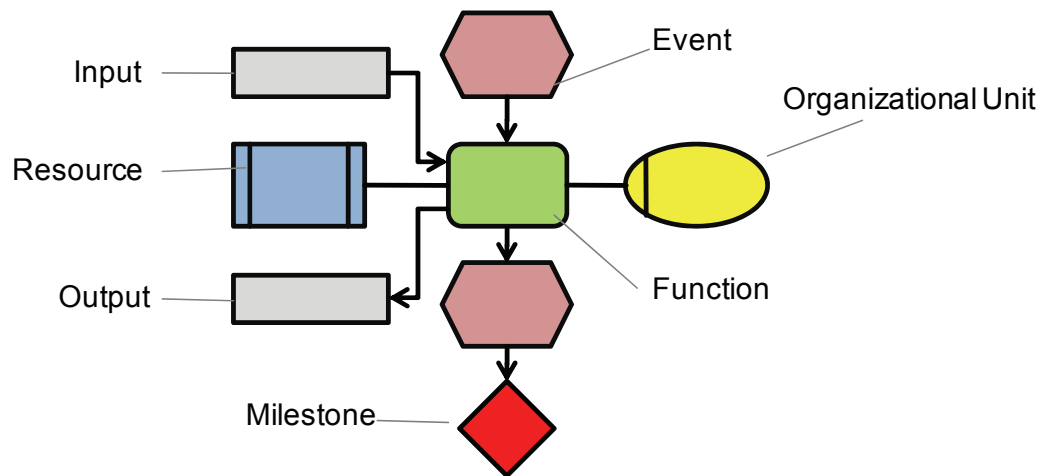 Event
Input
Organizational Unit
Resource
Function
Output
Milestone